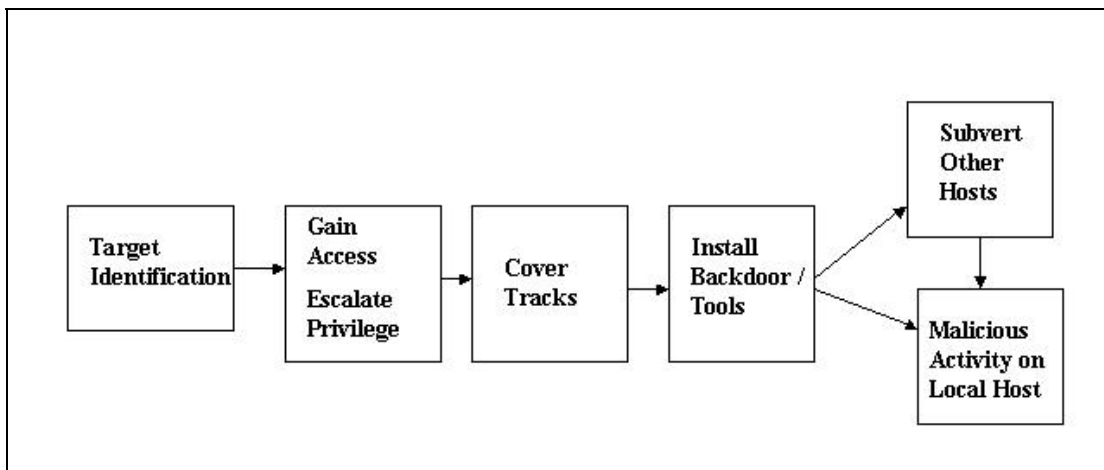 Target
Identification
Gain
Access
Escalate
Privilege
Cover
Tracks
Install
Backdoor /
Tools
Subvert
Other
Hosts
Malicious
Activity on
Local Host